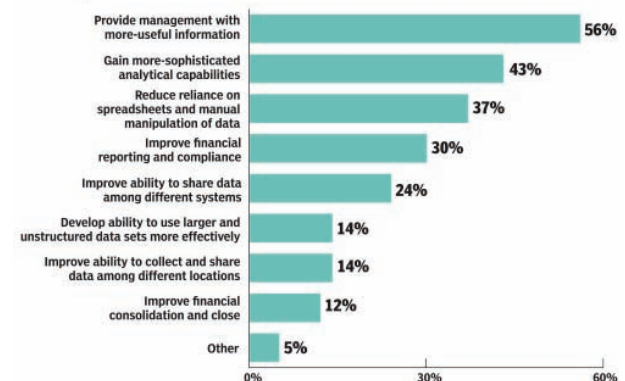 Provide management with
more-useful information
56%
Gain more-sophisticated
analytical capabilities
43%
Reduce reliance on
spreadsheets and manual
manipulation of data
37%
Improve financial
reporting and compliance
30%
Improve ability to share data
among different systems
24%
Develop ability to use larger and
unstructured data sets more effectively
14%
Improve ability to collect and share
data among different locations
14%
Improve financial
consolidation and close
12%
Other
5%
0%
30%
60%